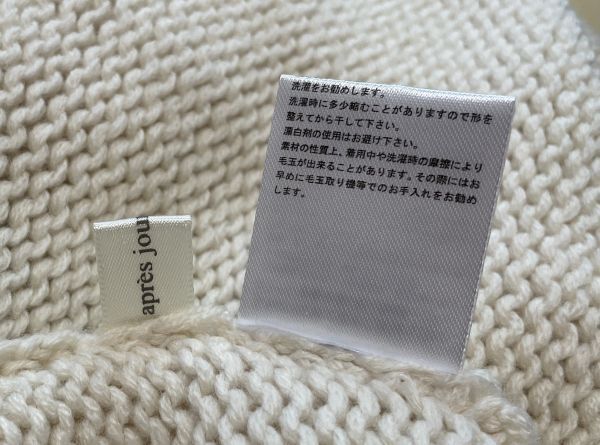 洗濯をお勧めします。
洗濯時に多少縮むことがありますので形を
整えてから干して下さい。
漂白剤の使用はお避け下さい。
素材の性質上、着用中や洗濯時の摩擦により
毛玉が出来ることがあります。その際にはお
早めに毛玉取り機等でのお手入れをお勧め
します。
après jour